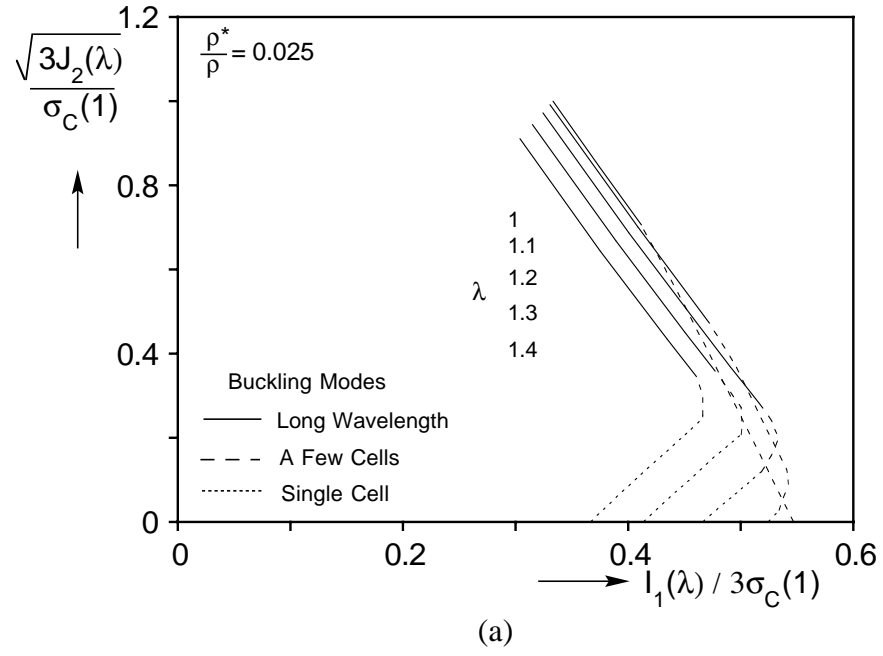 1.2
√3J₂(λ)
σ_C(1)
ρ*
ρ = 0.025
0.8
1
1.1
1.2
λ
1.3
1.4
0.4
Buckling Modes
Long Wavelength
A Few Cells
Single Cell
0
0 0.2 0.4 0.6
I₁(λ) / 3σ_C(1)
(a)